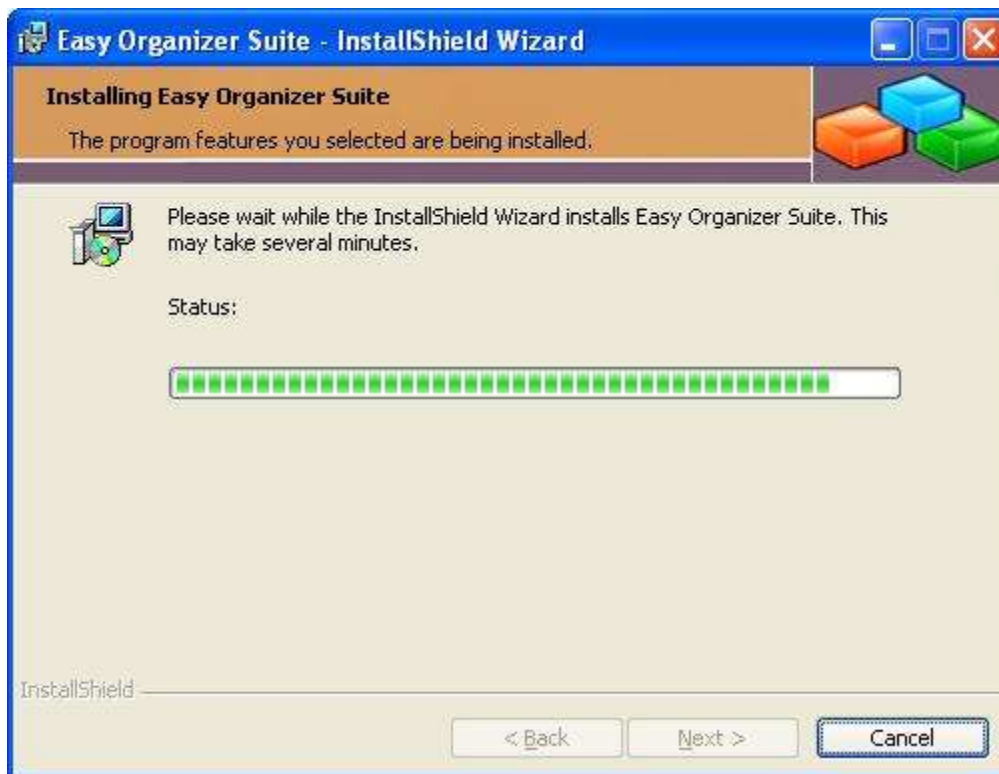 Easy Organizer Suite - InstallShield Wizard
Installing Easy Organizer Suite
The program features you selected are being installed.
Please wait while the InstallShield Wizard installs Easy Organizer Suite. This
may take several minutes.
Status:
InstallShield
< Back
Next >
Cancel